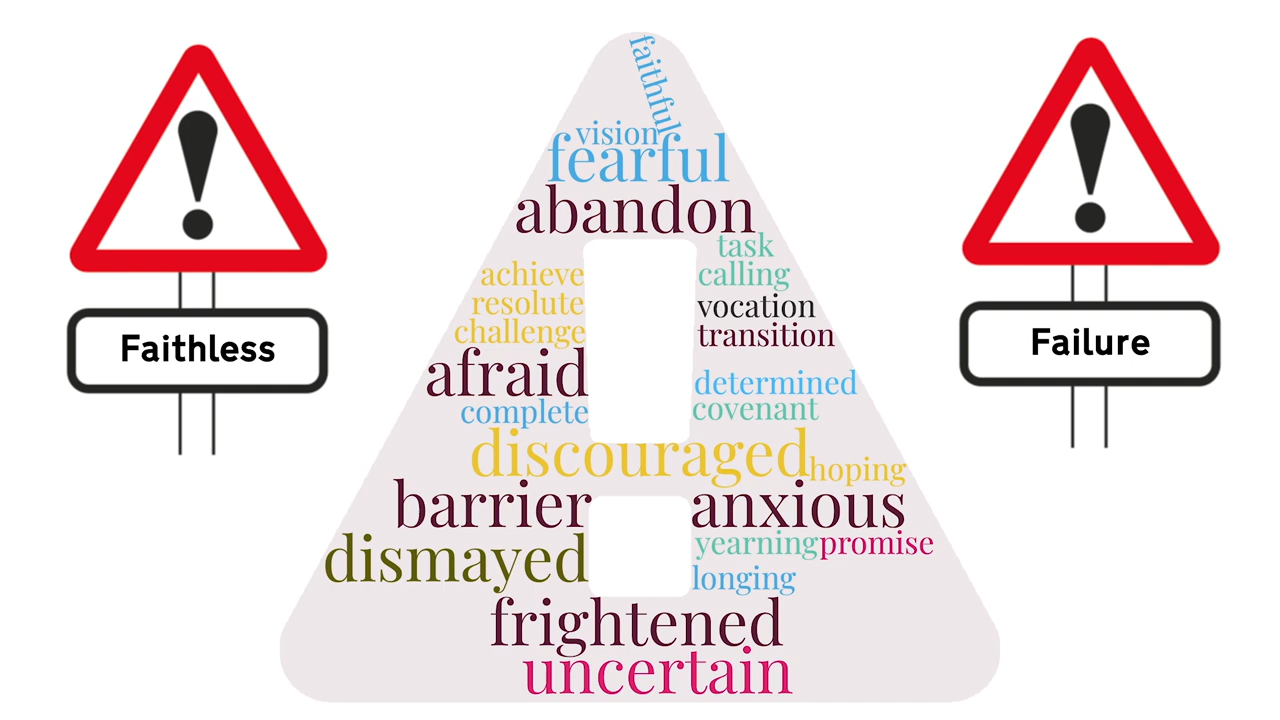 faithful
vision
fearful
abandon
task
achieve calling
resolute vocation
challenge transition
afraid determined
complete covenant
discouraged hoping
barrier anxious
dismayed yearning promise
longing
frightened
uncertain
Faithless
Failure